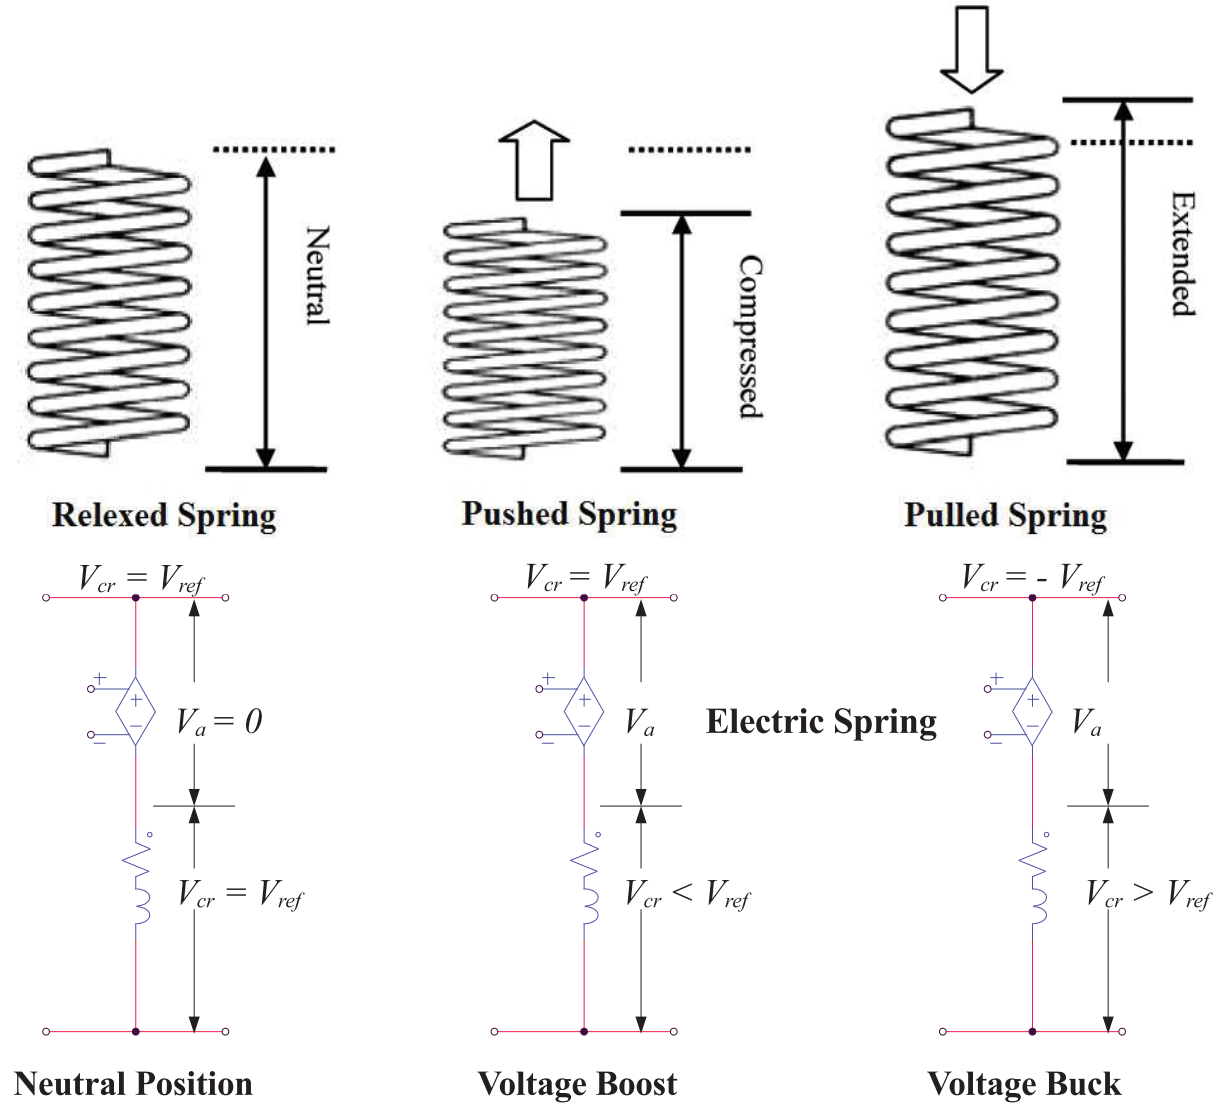 Neutral
Compressed
Extended
Relexed Spring
Pushed Spring
Pulled Spring
Vcr = Vref
Vcr = Vref
Vcr = - Vref
+
+
−
−
Va = 0
+
+
−
−
Va
Electric Spring
+
+
−
−
Va
Vcr = Vref
Vcr < Vref
Vcr > Vref
Neutral Position
Voltage Boost
Voltage Buck